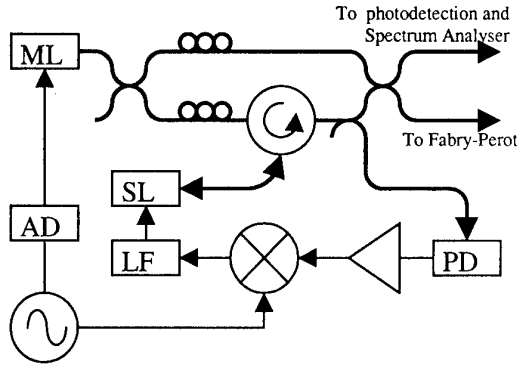 To photodetection and
Spectrum Analyser
ML
To Fabry-Perot
SL
AD
LF
PD